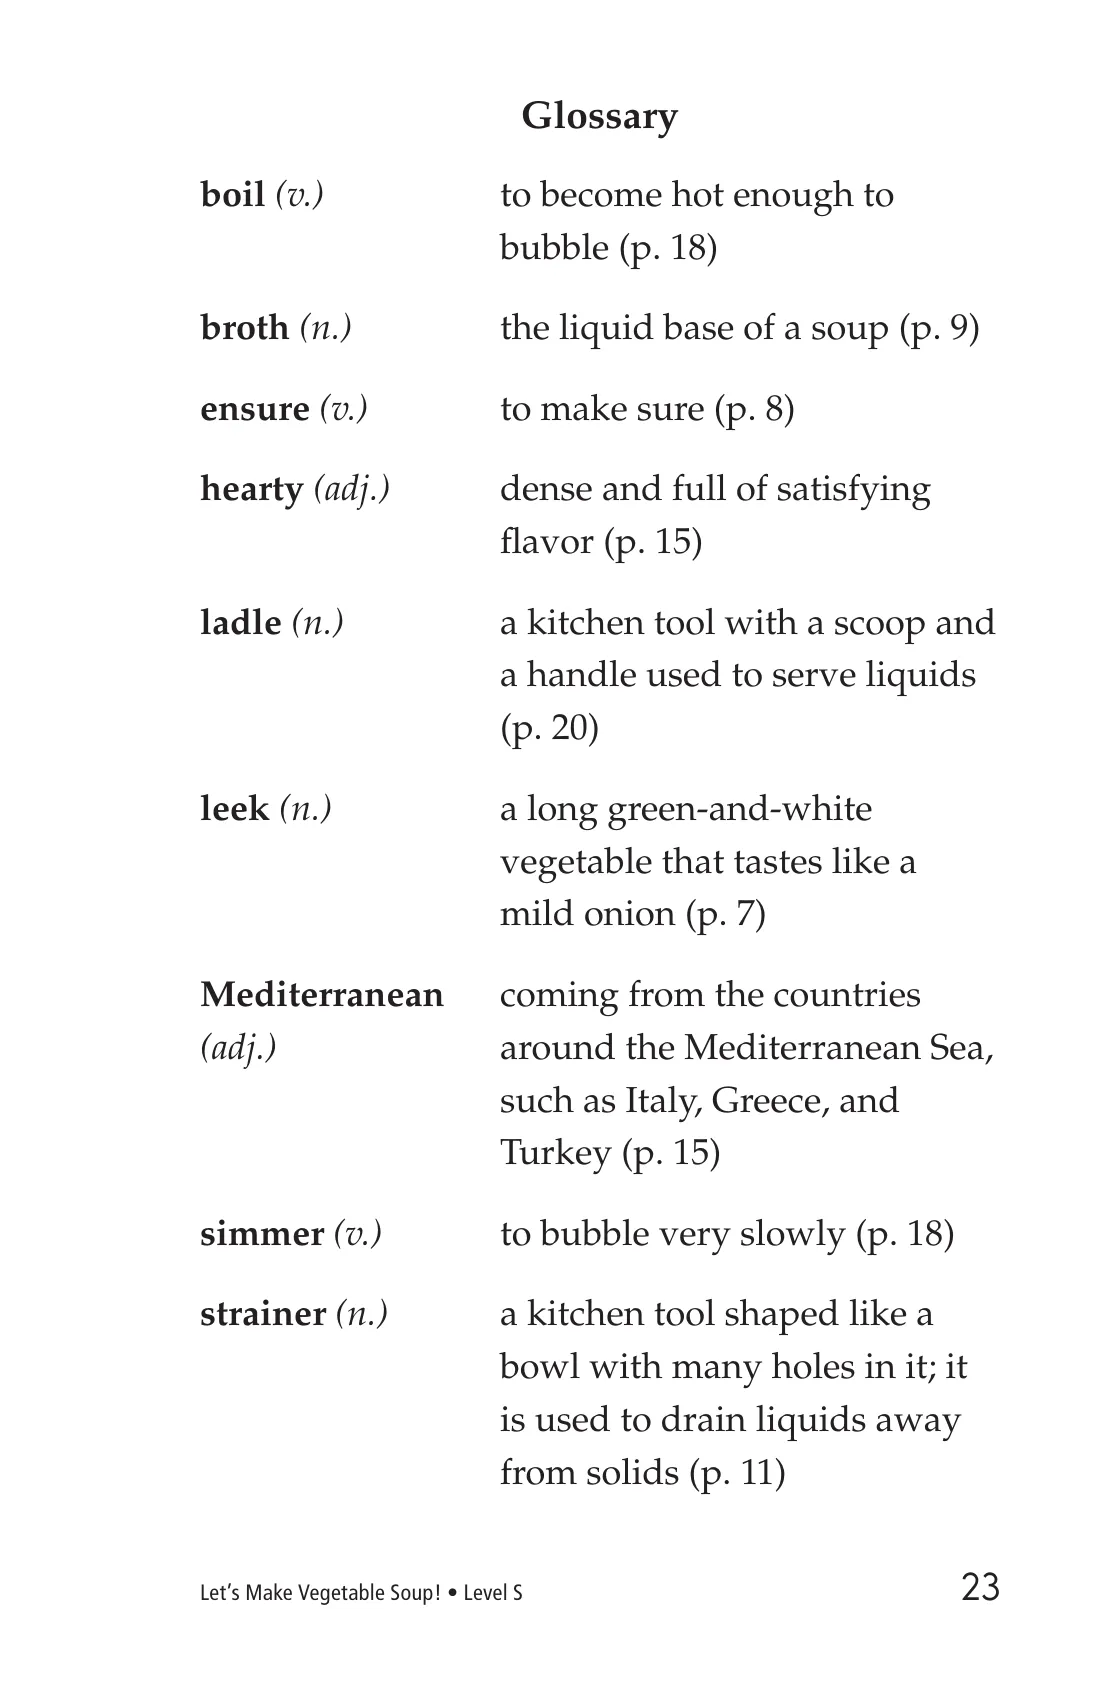 Glossary
boil (v.) to become hot enough to
bubble (p. 18)
broth (n.) the liquid base of a soup (p. 9)
ensure (v.) to make sure (p. 8)
hearty (adj.) dense and full of satisfying
flavor (p. 15)
ladle (n.) a kitchen tool with a scoop and
a handle used to serve liquids
(p. 20)
leek (n.) a long green-and-white
vegetable that tastes like a
mild onion (p. 7)
Mediterranean coming from the countries
(adj.) around the Mediterranean Sea,
such as Italy, Greece, and
Turkey (p. 15)
simmer (v.) to bubble very slowly (p. 18)
strainer (n.) a kitchen tool shaped like a
bowl with many holes in it; it
is used to drain liquids away
from solids (p. 11)
Let's Make Vegetable Soup! • Level S 23